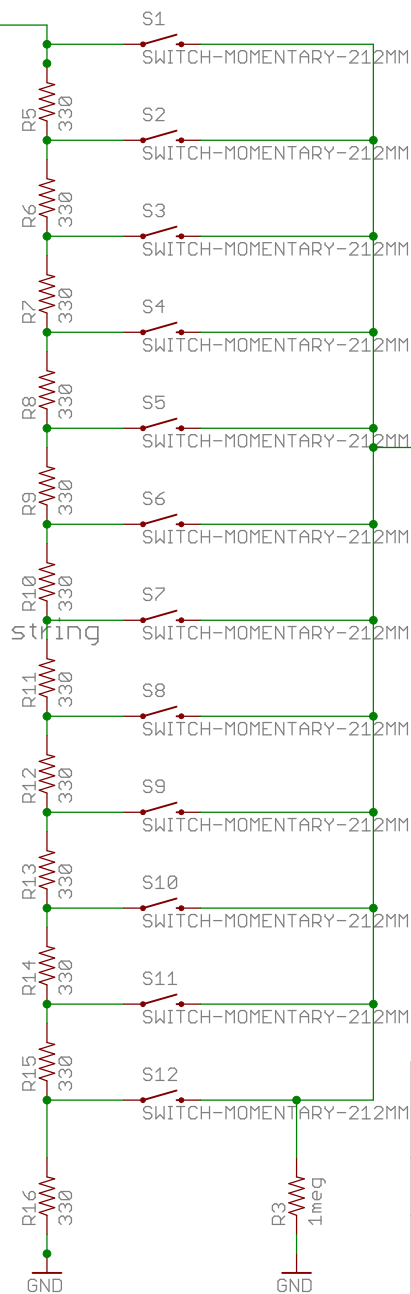 S1
SWITCH-MOMENTARY-212MM
R5
330
S2
SWITCH-MOMENTARY-212MM
R6
330
S3
SWITCH-MOMENTARY-212MM
R7
330
S4
SWITCH-MOMENTARY-212MM
R8
330
S5
SWITCH-MOMENTARY-212MM
R9
330
S6
SWITCH-MOMENTARY-212MM
R10
330
S7
SWITCH-MOMENTARY-212MM
string
R11
330
S8
SWITCH-MOMENTARY-212MM
R12
330
S9
SWITCH-MOMENTARY-212MM
R13
330
S10
SWITCH-MOMENTARY-212MM
R14
330
S11
SWITCH-MOMENTARY-212MM
R15
330
S12
SWITCH-MOMENTARY-212MM
R16
330
R3
1meg
GND
GND